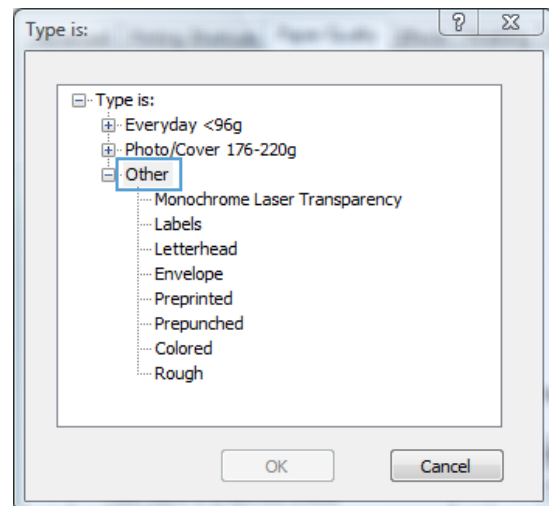 Type is:
Type is:
Everyday <96g
Photo/Cover 176-220g
Other
Monochrome Laser Transparency
Labels
Letterhead
Envelope
Preprinted
Prepunched
Colored
Rough
OK
Cancel